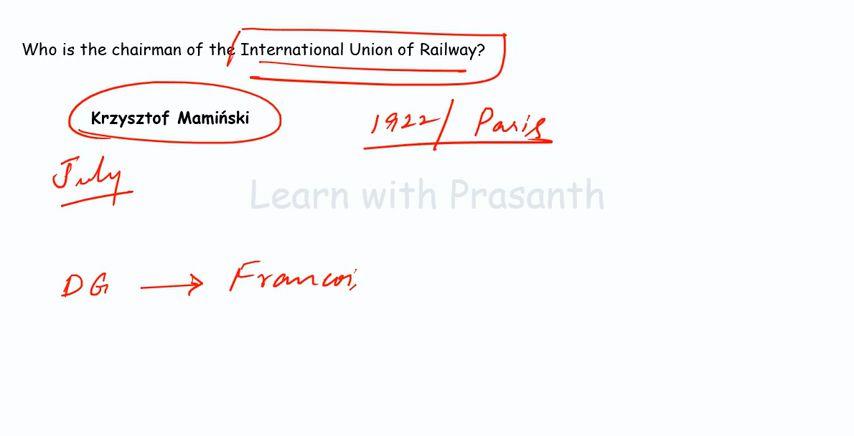 Who is the chairman of the International Union of Railway?
Krzysztof Mamiński
1922/ Paris
July
Learn with Prasanth
DG → Francois